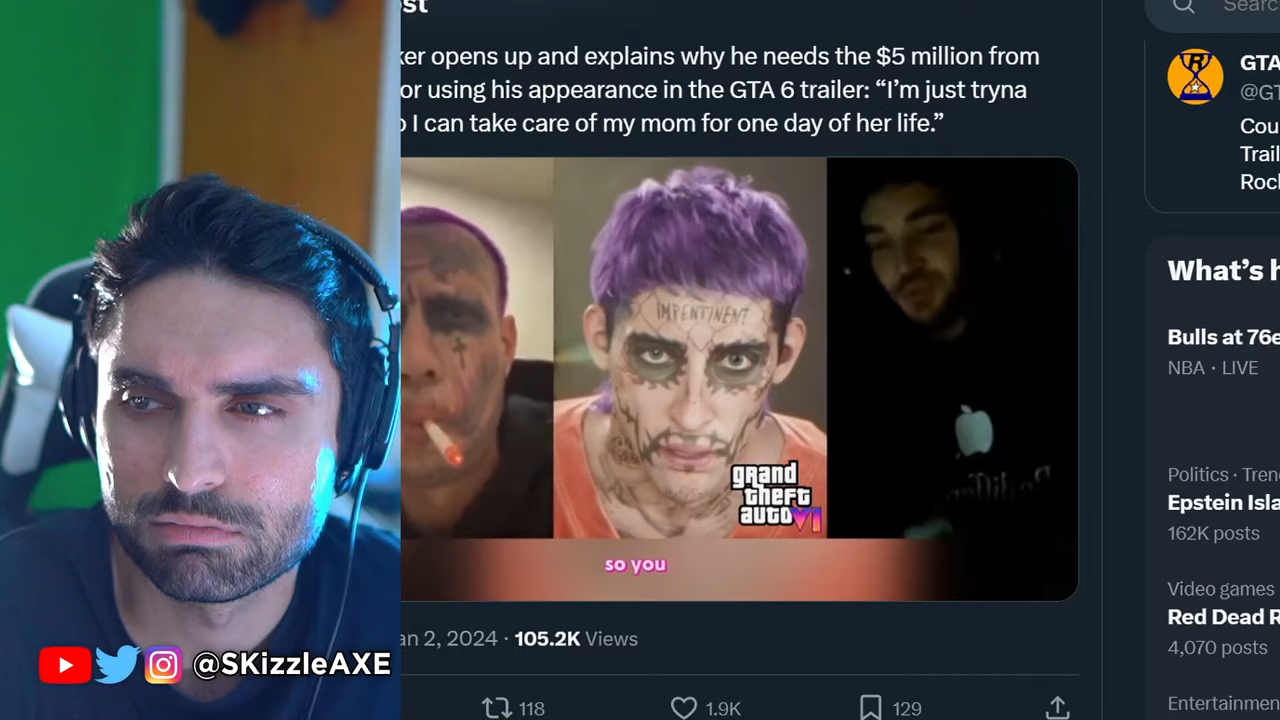 st
ker opens up and explains why he needs the $5 million from
or using his appearance in the GTA 6 trailer: “I’m just tryna
o I can take care of my mom for one day of her life.”
IMPENTINENT
grand
theft
auto VI
so you
an 2, 2024 · 105.2K Views
118
1.9K
129
@SKizzleAXE
Searc
GTA
@GT
Cou
Trail
Rock
What’s h
Bulls at 76e
NBA · LIVE
Politics · Tren
Epstein Isla
162K posts
Video games
Red Dead R
4,070 posts
Entertainmen